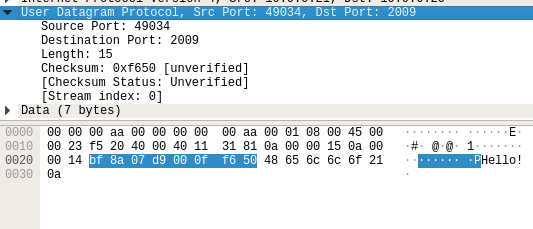 User Datagram Protocol, Src Port: 49034, Dst Port: 2009
Source Port: 49034
Destination Port: 2009
Length: 15
Checksum: 0xf650 [unverified]
[Checksum Status: Unverified]
[Stream index: 0]
Data (7 bytes)
0000 00 00 00 aa 00 00 00 00 00 aa 00 01 08 00 45 00 ········ ······E·
0010 00 23 f5 20 40 00 40 11 31 81 0a 00 00 15 0a 00 ·#· @·@· 1·······
0020 00 14 bf 8a 07 d9 00 0f f6 50 48 65 6c 6c 6f 21 ········ ·PHello!
0030 0a ·